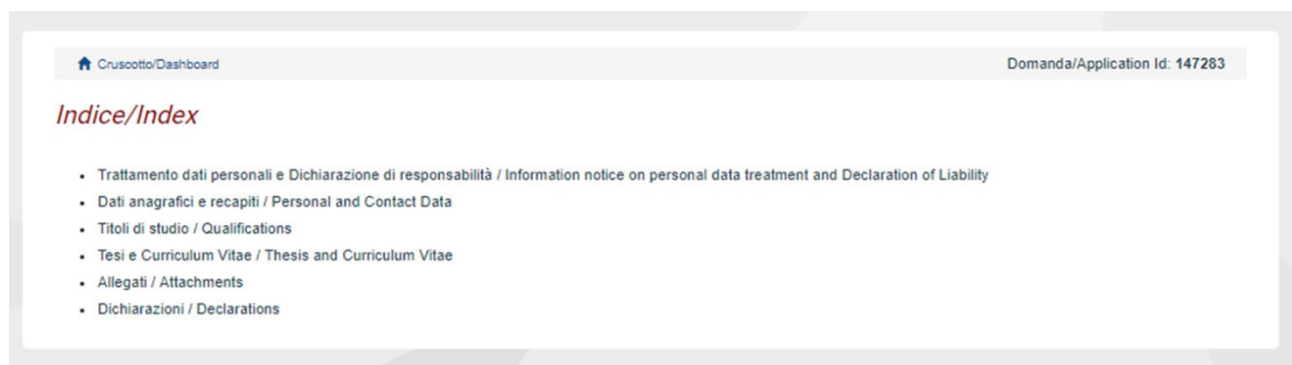 Cruscotto/Dashboard Domanda/Application Id: 147283
Indice/Index
Trattamento dati personali e Dichiarazione di responsabilità / Information notice on personal data treatment and Declaration of Liability
Dati anagrafici e recapiti / Personal and Contact Data
Titoli di studio / Qualifications
Tesi e Curriculum Vitae / Thesis and Curriculum Vitae
Allegati / Attachments
Dichiarazioni / Declarations